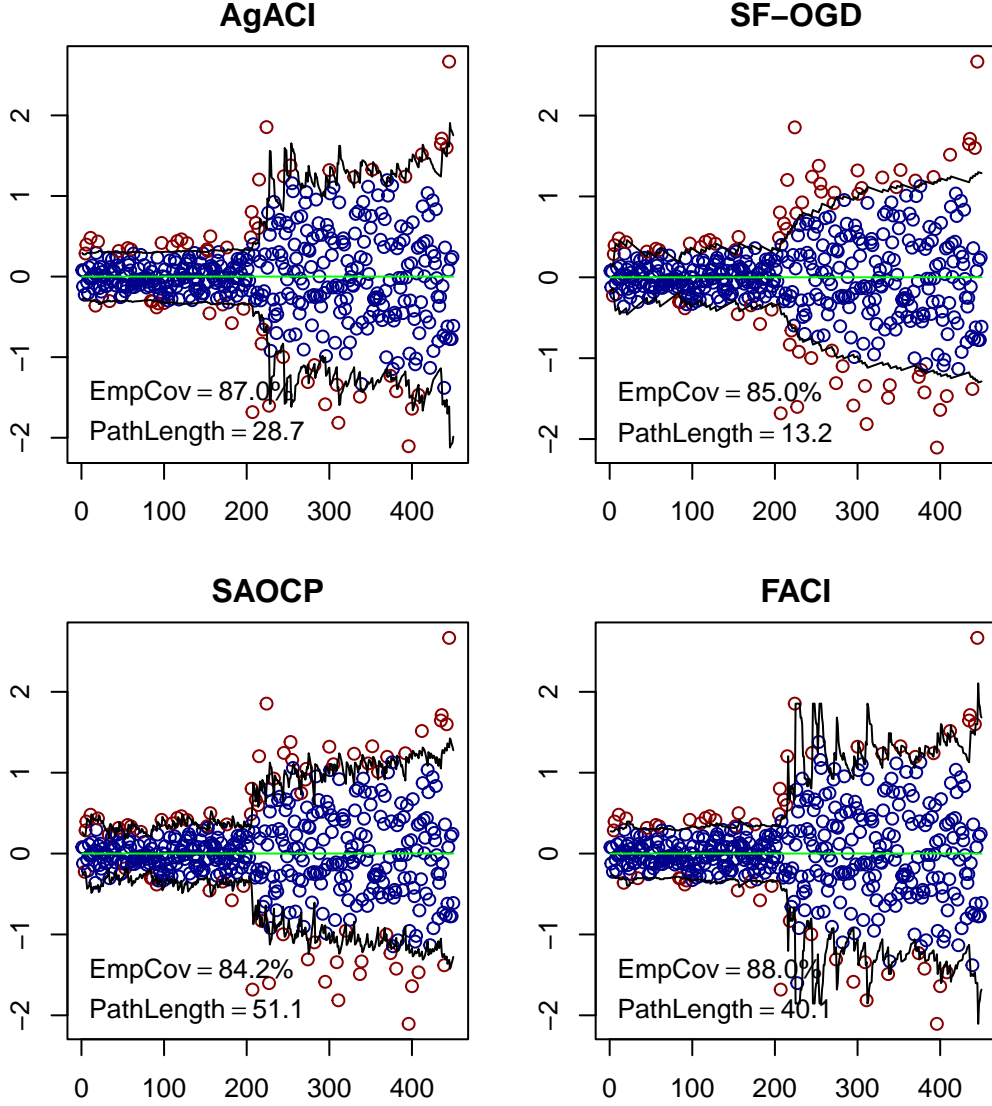 AgACI
2
1
0
−1
−2
EmpCov = 87.0%
PathLength = 28.7
0 100 200 300 400
SF−OGD
2
1
0
−1
−2
EmpCov = 85.0%
PathLength = 13.2
0 100 200 300 400
SAOCP
2
1
0
−1
−2
EmpCov = 84.2%
PathLength = 51.1
0 100 200 300 400
FACI
2
1
0
−1
−2
EmpCov = 88.0%
PathLength = 40.1
0 100 200 300 400